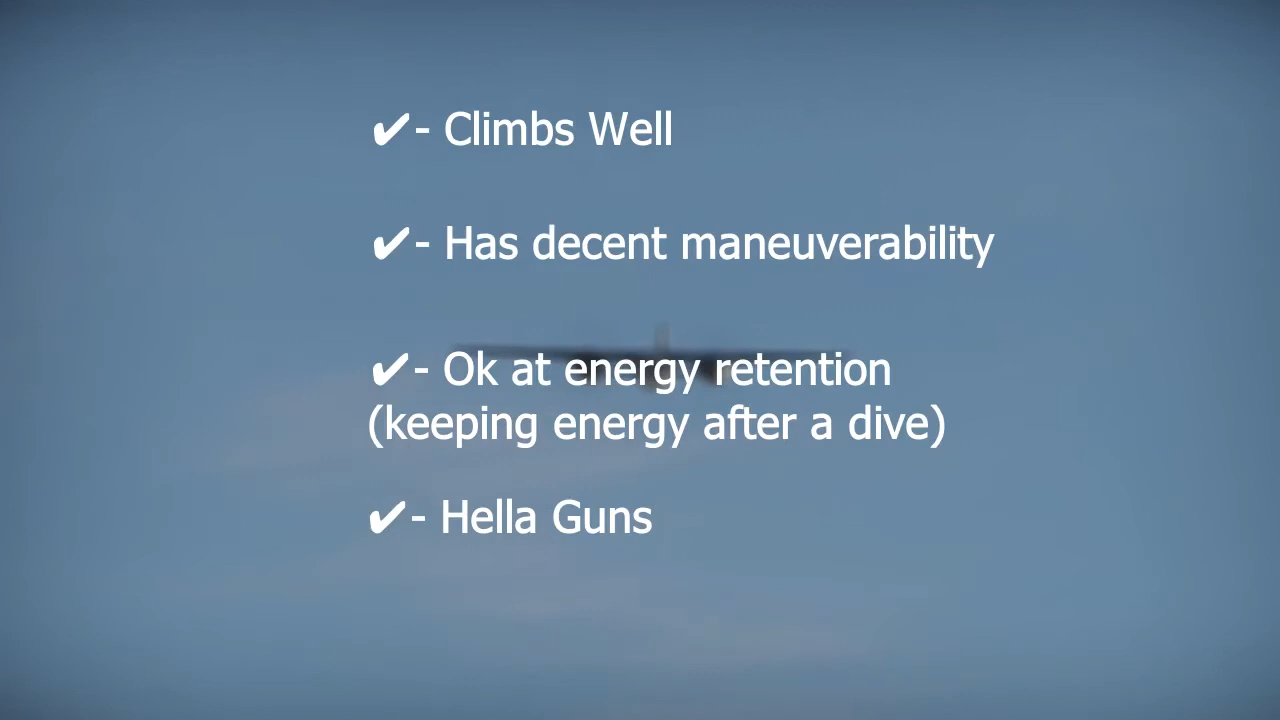 ✔- Climbs Well
✔- Has decent maneuverability
✔- Ok at energy retention
(keeping energy after a dive)
✔- Hella Guns